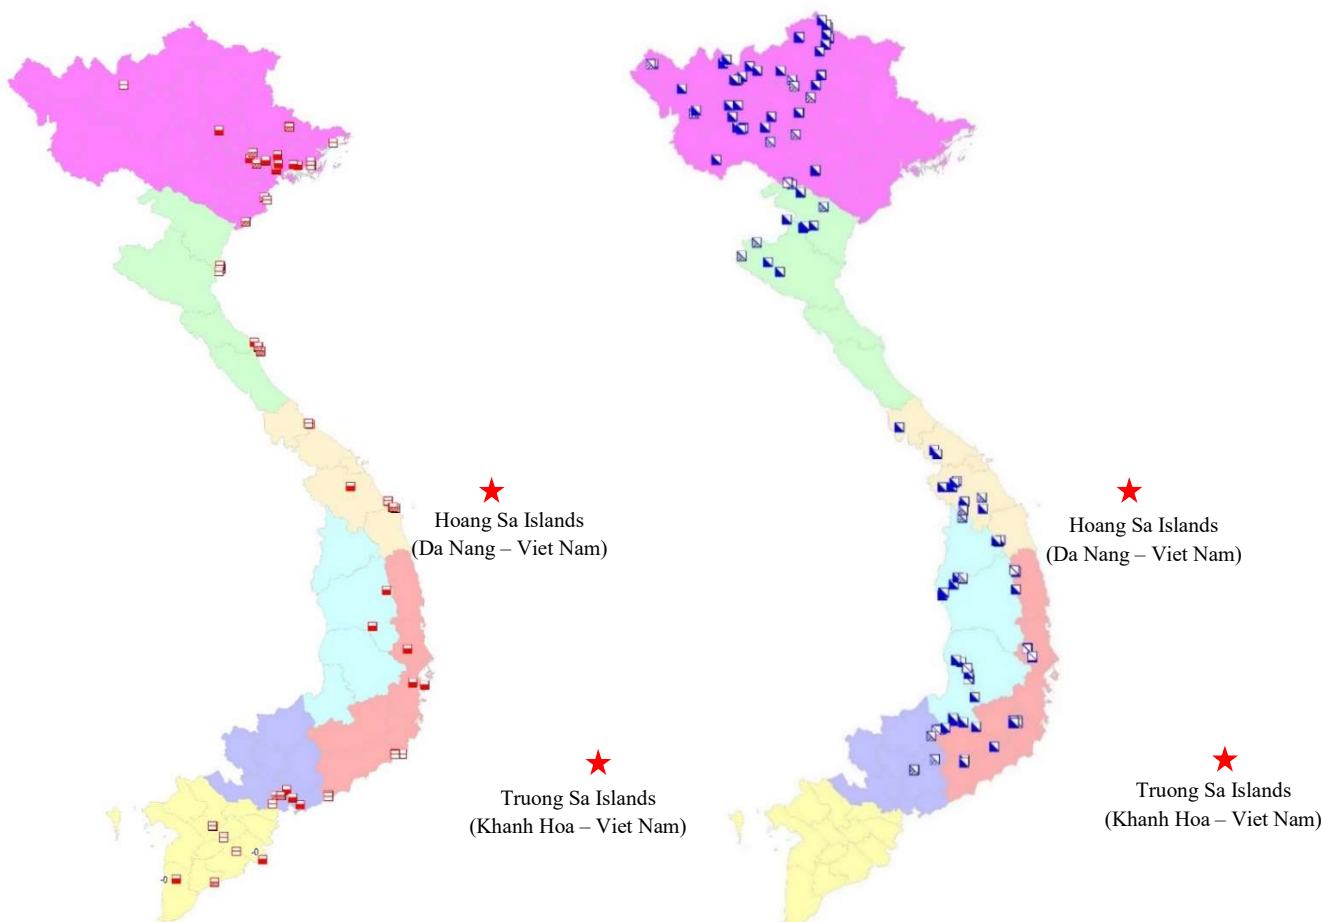 Hoang Sa Islands
(Da Nang – Viet Nam)
Truong Sa Islands
(Khanh Hoa – Viet Nam)
Hoang Sa Islands
(Da Nang – Viet Nam)
Truong Sa Islands
(Khanh Hoa – Viet Nam)